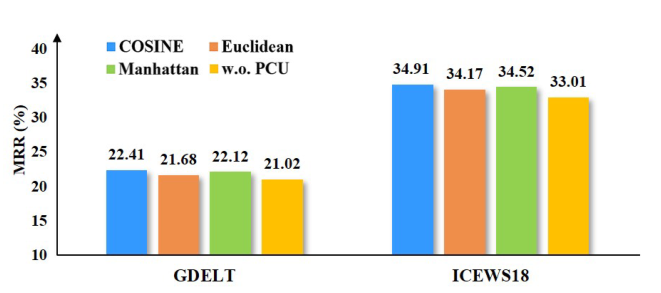 COSINE Euclidean
Manhattan w.o. PCU
MRR (%)
40
35
30
25
20
15
10
22.41 21.68 22.12 21.02
34.91 34.17 34.52 33.01
GDELT ICEWS18